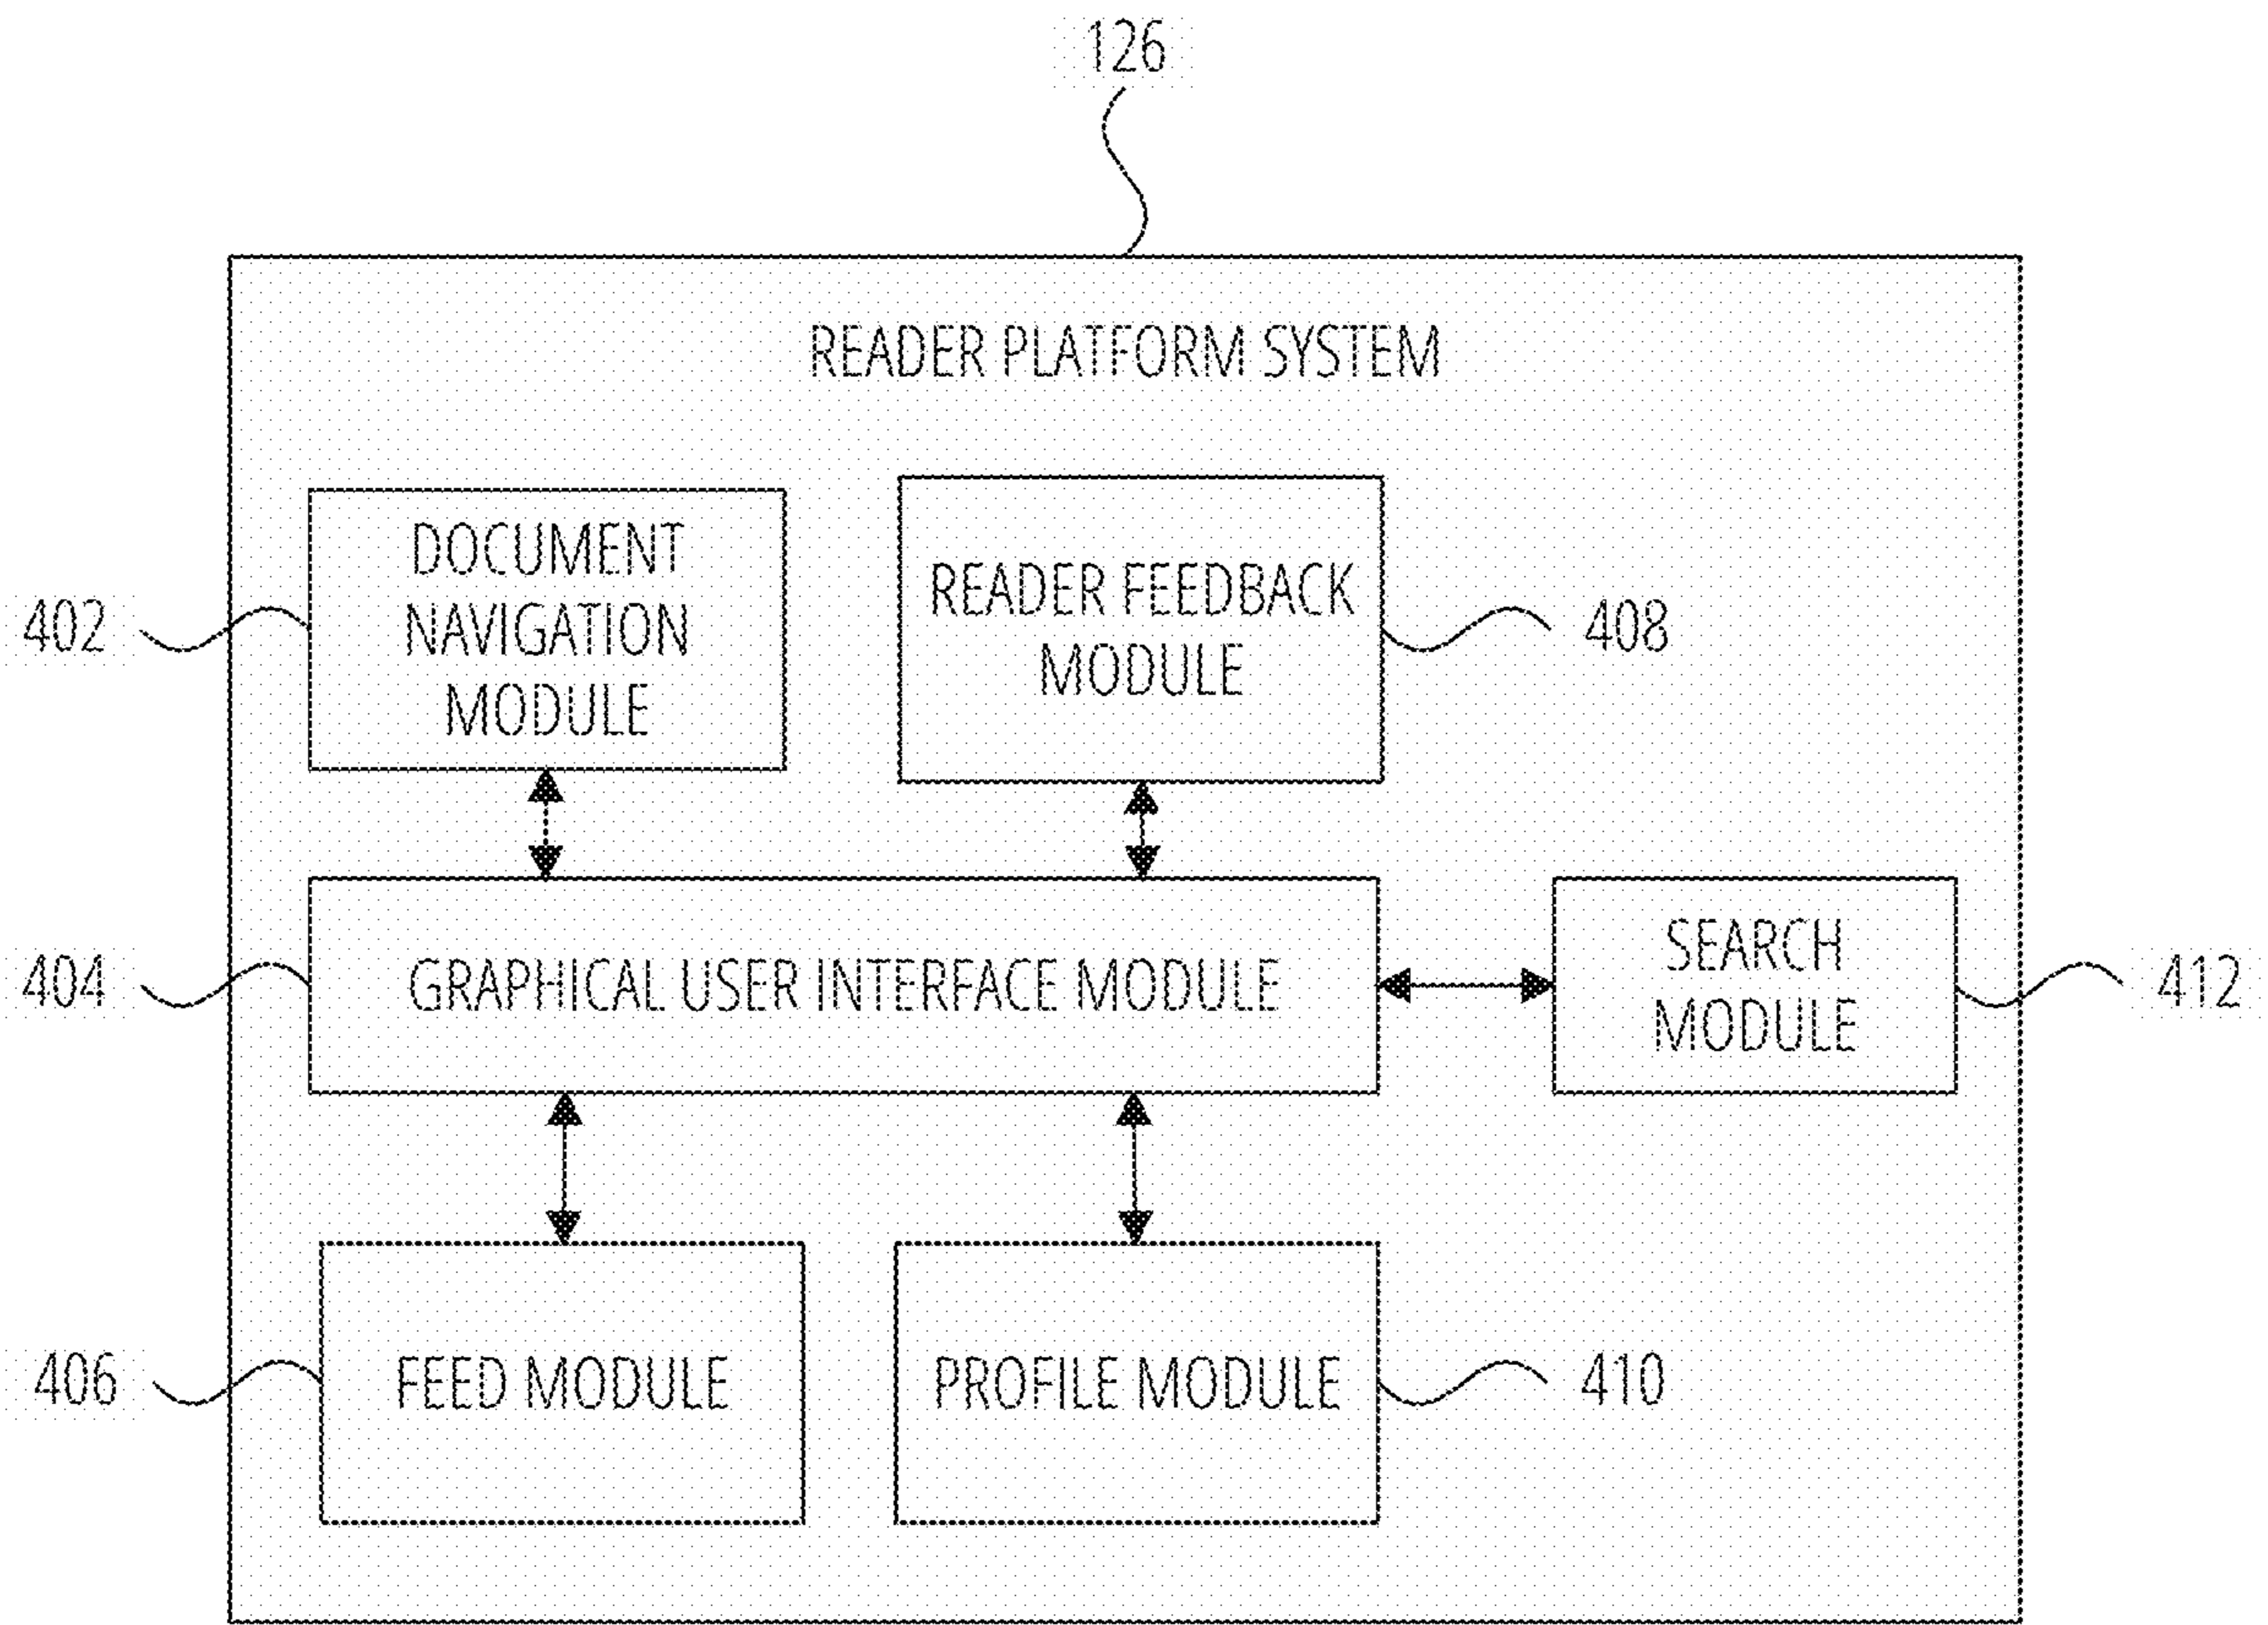 126
READER PLATFORM SYSTEM
DOCUMENT
NAVIGATION
MODULE
402
READER FEEDBACK
MODULE
408
GRAPHICAL USER INTERFACE MODULE
404
SEARCH
MODULE
412
FEED MODULE
406
PROFILE MODULE
410